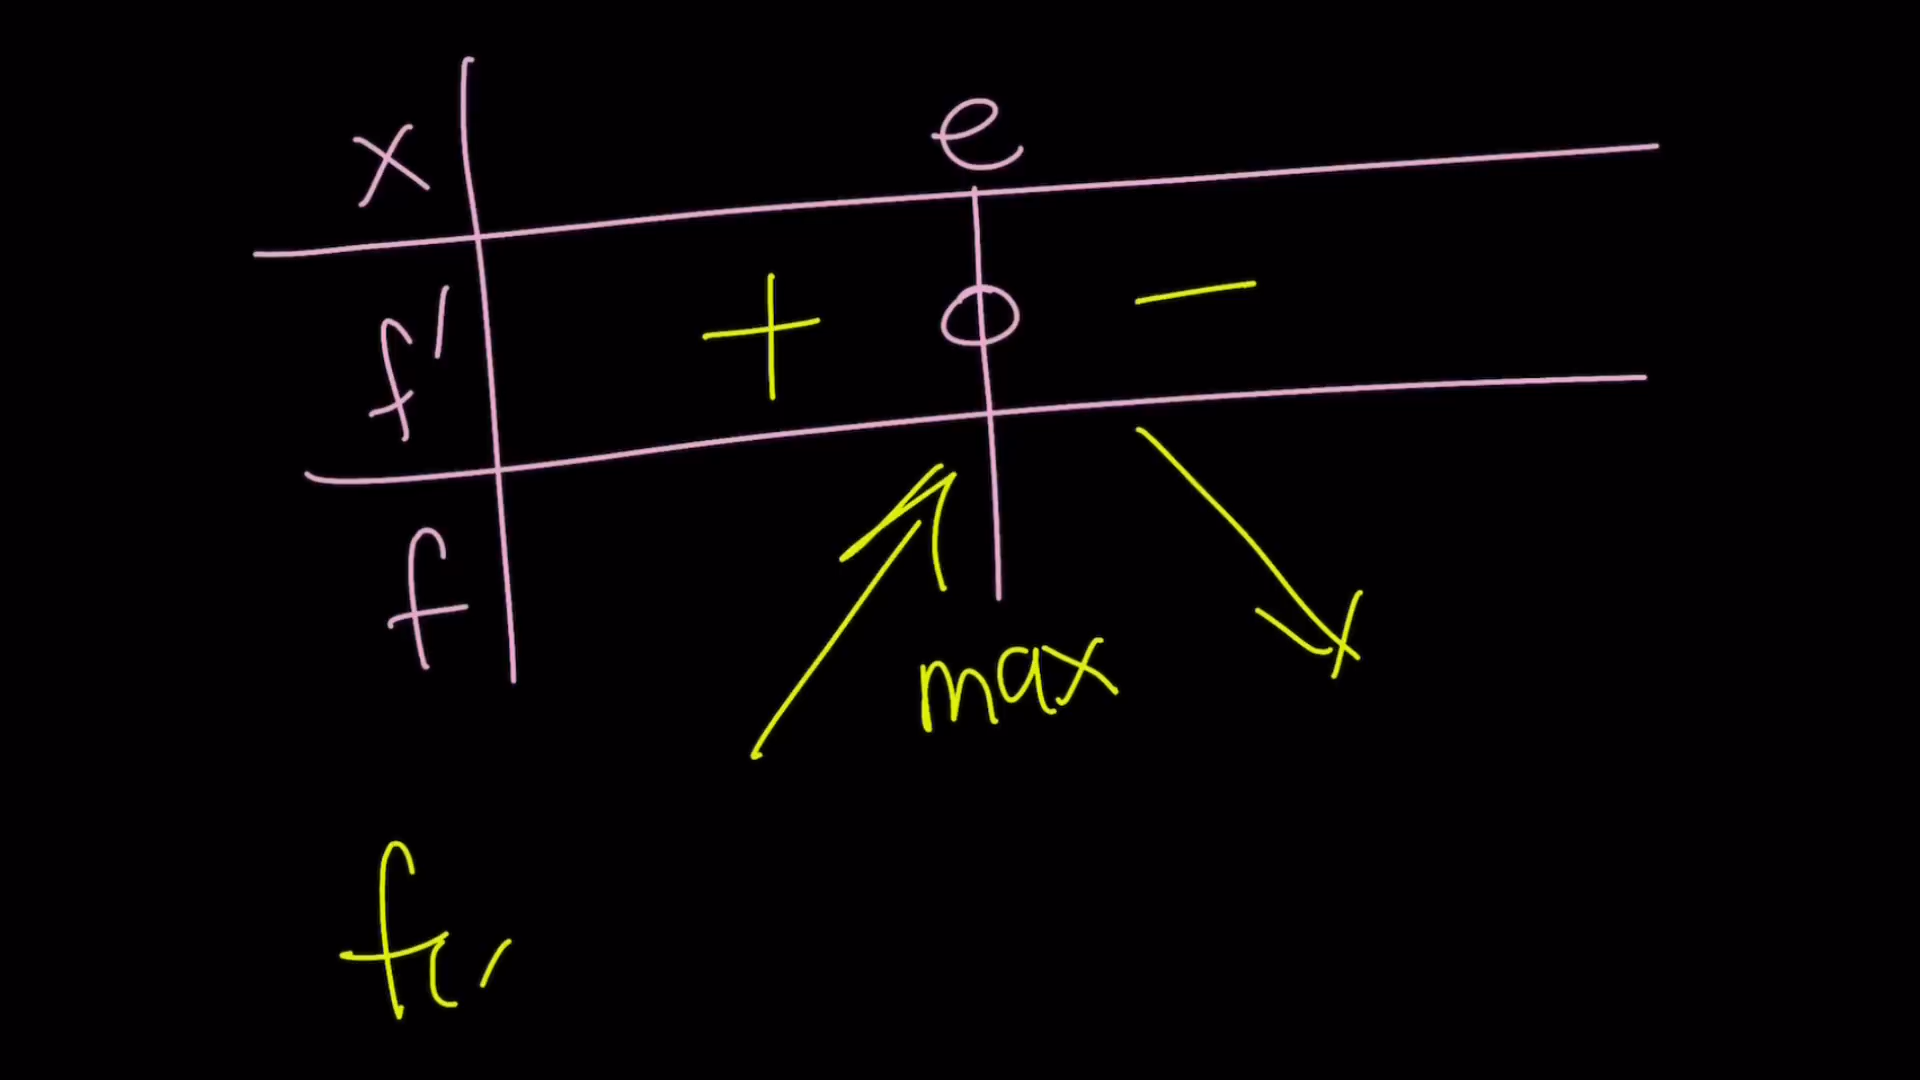 x e
f' + 0 -
f
max
f(